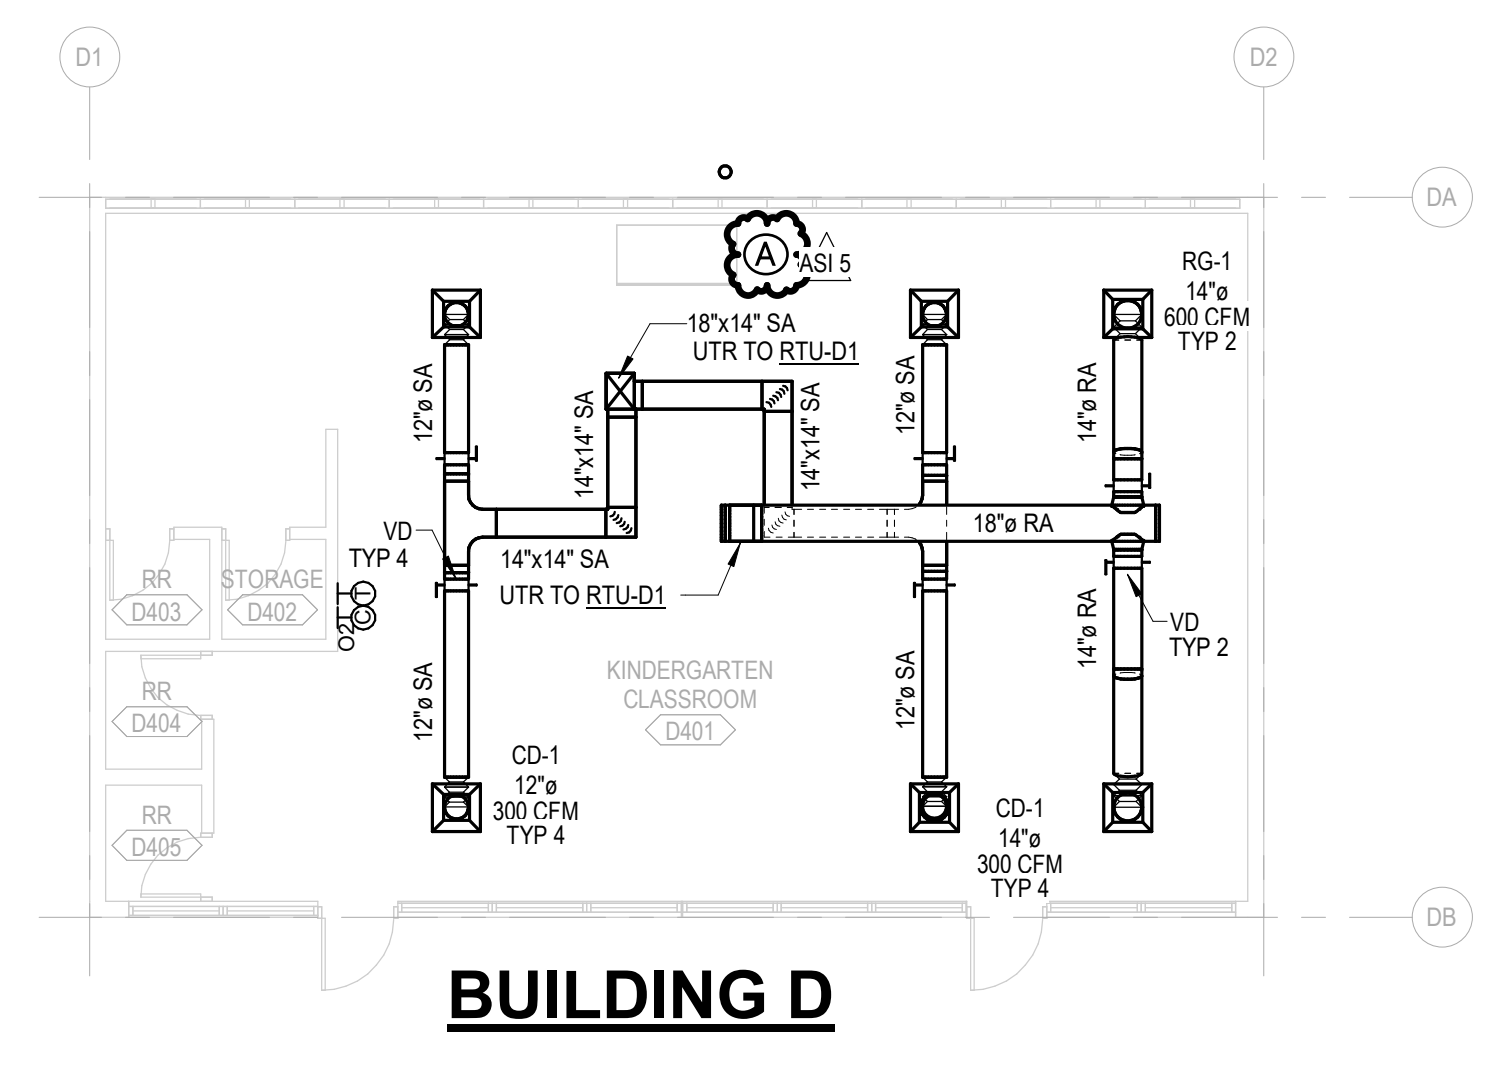 D1
D2
DA
A
ASI 5
RG-1
14"ø
600 CFM
TYP 2
18"x14" SA
UTR TO RTU-D1
12"ø SA
14"x14" SA
14"x14" SA
12"ø SA
14"ø RA
18"ø RA
VD
TYP 4
14"x14" SA
UTR TO RTU-D1
RR
D403
STORAGE
D402
T
C
O2
14"ø RA
VD
TYP 2
12"ø SA
12"ø SA
KINDERGARTEN
CLASSROOM
D401
RR
D404
CD-1
12"ø
300 CFM
TYP 4
RR
D405
CD-1
14"ø
300 CFM
TYP 4
DB
BUILDING D